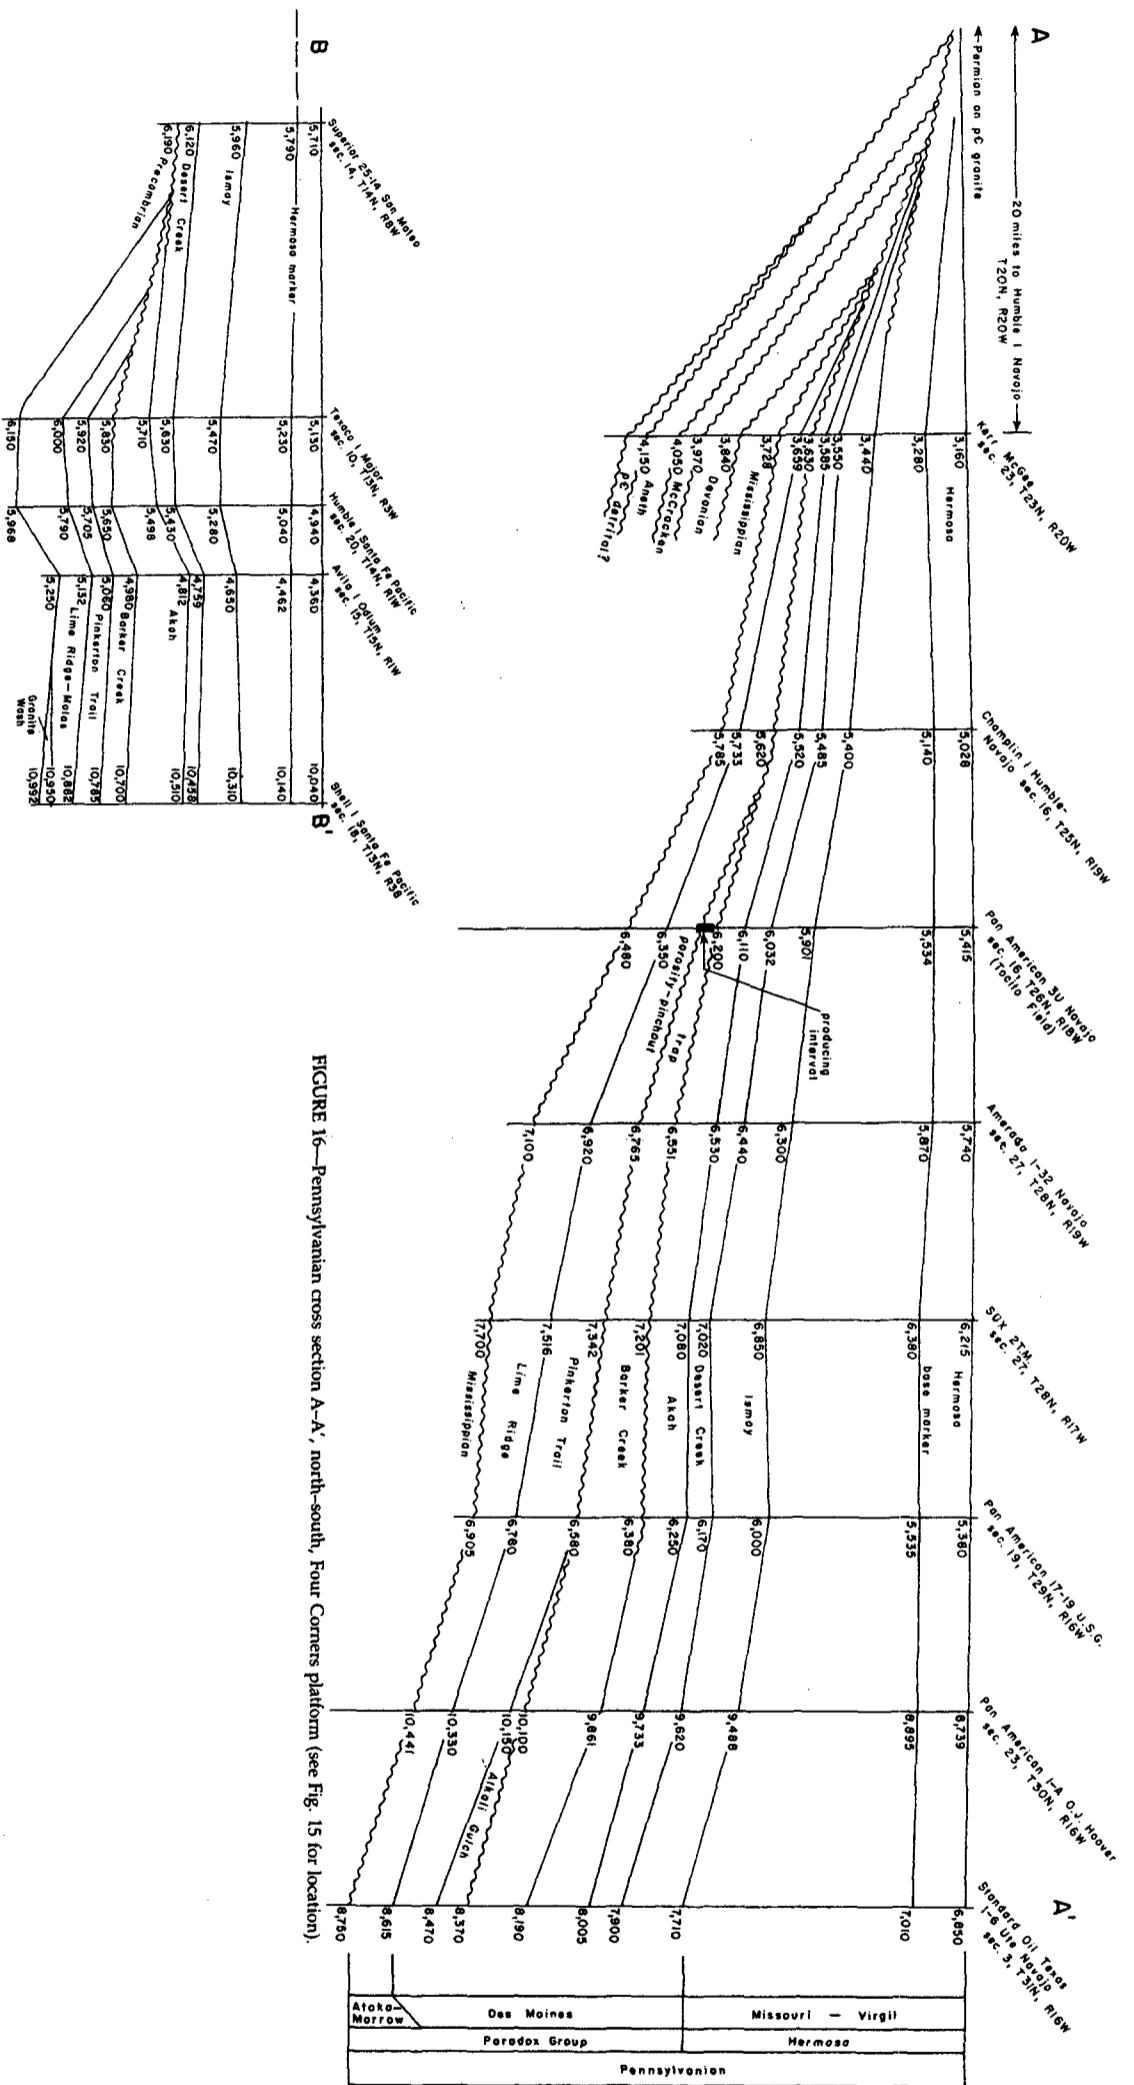 A
A'
20 miles to Humble 1 Navajo
T20N, R20W
Permian on pC granite
Kerr McGee
sec. 23, T23N, R20W
3,160
Hermosa
3,280
3,440
3,550
3,585
3,630
3,659
3,728
Mississippian
3,840
Devonian
3,970
4,050 McCracken
4,150 Aneth
pC detrital?
Champlin 1 Humble-
Navajo sec. 16, T25N, R19W
5,028
5,140
5,400
5,485
5,520
5,620
5,733
5,785
Pan American 3U Navajo
sec. 16, T26N, R18W
(Tocito Field)
5,415
5,534
5,901
6,032
6,110
6,200
6,350
6,480
producing
interval
Porosity-pinchout
trap
Amerada 1-32 Navajo
sec. 27, T28N, R19W
5,740
5,870
6,300
6,440
6,530
6,551
6,765
6,920
7,100
SUX 2TM
sec. 27, T28N, R17W
6,215
Hermosa
6,380
base marker
6,850
Ismay
7,020 Desert Creek
7,080
Akah
7,201
Barker Creek
7,342
Pinkerton Trail
7,516
Lime Ridge
7,700
Mississippian
Pan American 17-19 U.S.G.
sec. 19, T29N, R16W
5,380
5,535
6,000
6,170
6,250
6,380
6,580
6,780
6,905
Pan American 1-A O.J. Hoover
sec. 23, T30N, R16W
8,739
8,895
9,488
9,620
9,733
9,861
10,100
10,150
Alkali Gulch
10,330
10,441
Standard Oil Texas
1-6 Ute Navajo
sec. 3, T31N, R16W
6,850
7,010
7,710
7,900
8,005
8,190
8,370
8,470
8,615
8,750
Missouri — Virgil
Des Moines
Atoka-
Morrow
Hermosa
Paradox Group
Pennsylvanian
B
B'
Superior 25-14 San Mateo
sec. 14, T14N, R8W
5,710
5,790
Hermosa marker
5,960 Ismay
6,120 Desert Creek
6,190 Precambrian
Texaco 1 Major
sec. 10, T13N, R3W
5,130
5,230
5,470
5,630
5,710
5,830
5,920
6,000
6,150
Humble 1 Santa Fe Pacific
sec. 20, T14N, R1W
4,940
5,040
5,280
5,430
5,498
5,650
5,705
5,790
5,968
Avila 1 Odlum
sec. 15, T15N, R1W
4,360
4,462
4,650
4,759
4,812
Akah
4,980 Barker Creek
5,060 Pinkerton Trail
5,132 Lime Ridge-Molas
5,250
Granite
Wash
Shell 1 Santa Fe Pacific
sec. 18, T13N, R3E
10,040
10,140
10,310
10,458
10,510
10,700
10,785
10,862
10,950
10,992
FIGURE 16—Pennsylvanian cross section A–A', north–south, Four Corners platform (see Fig. 15 for location).